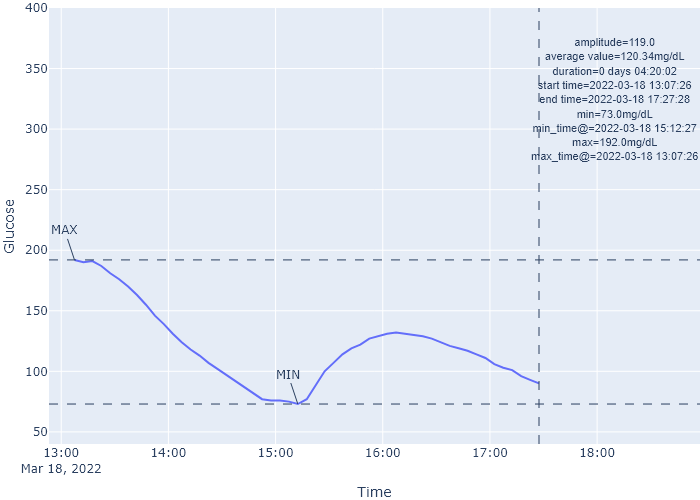 400
350
300
250
200
150
100
50
Glucose
amplitude=119.0
average value=120.34mg/dL
duration=0 days 04:20:02
start time=2022-03-18 13:07:26
end time=2022-03-18 17:27:28
min=73.0mg/dL
min_time@=2022-03-18 15:12:27
max=192.0mg/dL
max_time@=2022-03-18 13:07:26
MAX
MIN
13:00 14:00 15:00 16:00 17:00 18:00
Mar 18, 2022
Time